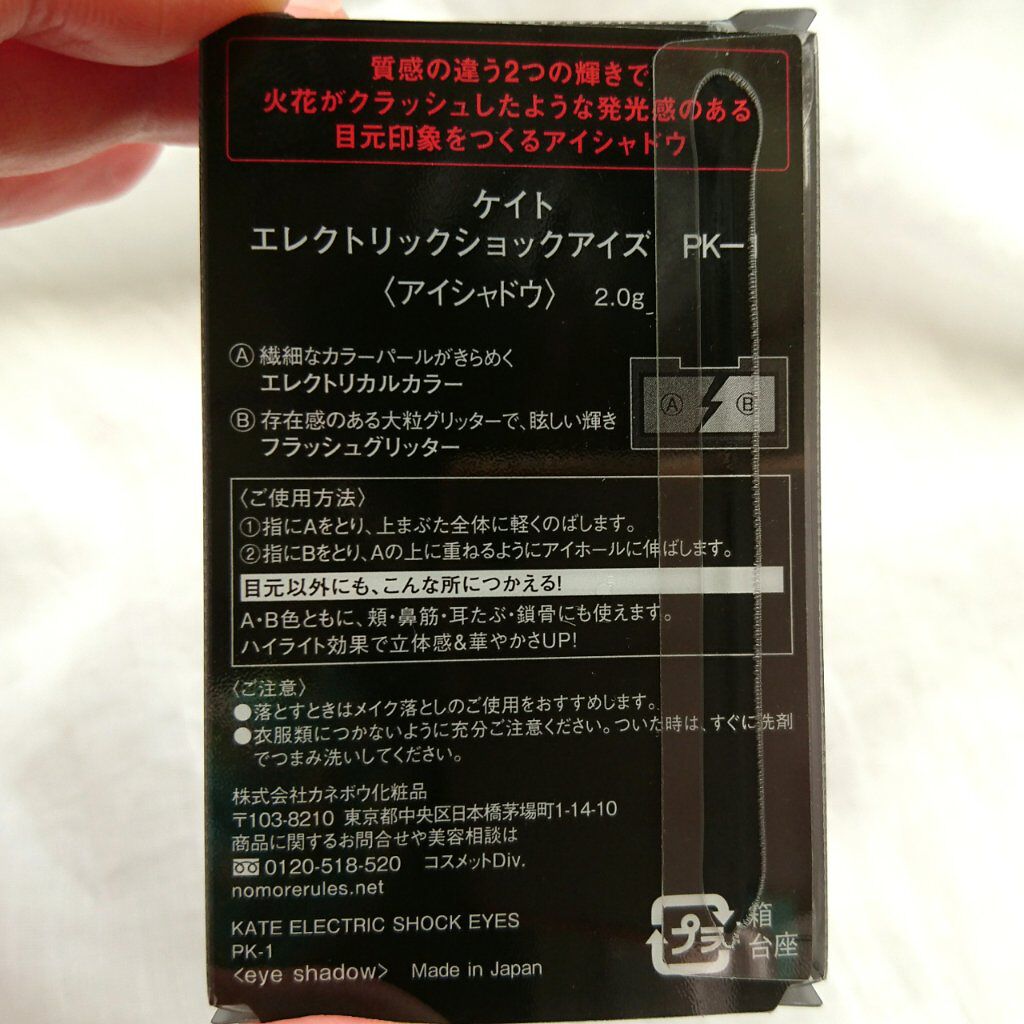 質感の違う2つの輝きで
火花がクラッシュしたような発光感のある
目元印象をつくるアイシャドウ
ケイト
エレクトリックショックアイズ PK-1
〈アイシャドウ〉 2.0g
Ⓐ 繊細なカラーパールがきらめく
エレクトリカルカラー
Ⓑ 存在感のある大粒グリッターで、眩しい輝き
フラッシュグリッター
Ⓐ Ⓑ
〈ご使用方法〉
①指にAをとり、上まぶた全体に軽くのばします。
②指にBをとり、Aの上に重ねるようにアイホールに伸ばします。
目元以外にも、こんな所につかえる!
A・B色ともに、頬・鼻筋・耳たぶ・鎖骨にも使えます。
ハイライト効果で立体感&華やかさUP!
〈ご注意〉
●落とすときはメイク落としのご使用をおすすめします。
●衣服類につかないように充分ご注意ください。ついた時は、すぐに洗剤
でつまみ洗いしてください。
株式会社カネボウ化粧品
〒103-8210 東京都中央区日本橋茅場町1-14-10
商品に関するお問合せや美容相談は
0120-518-520 コスメットDiv.
nomorerules.net
KATE ELECTRIC SHOCK EYES
PK-1
<eye shadow> Made in Japan
プラ 箱
台座